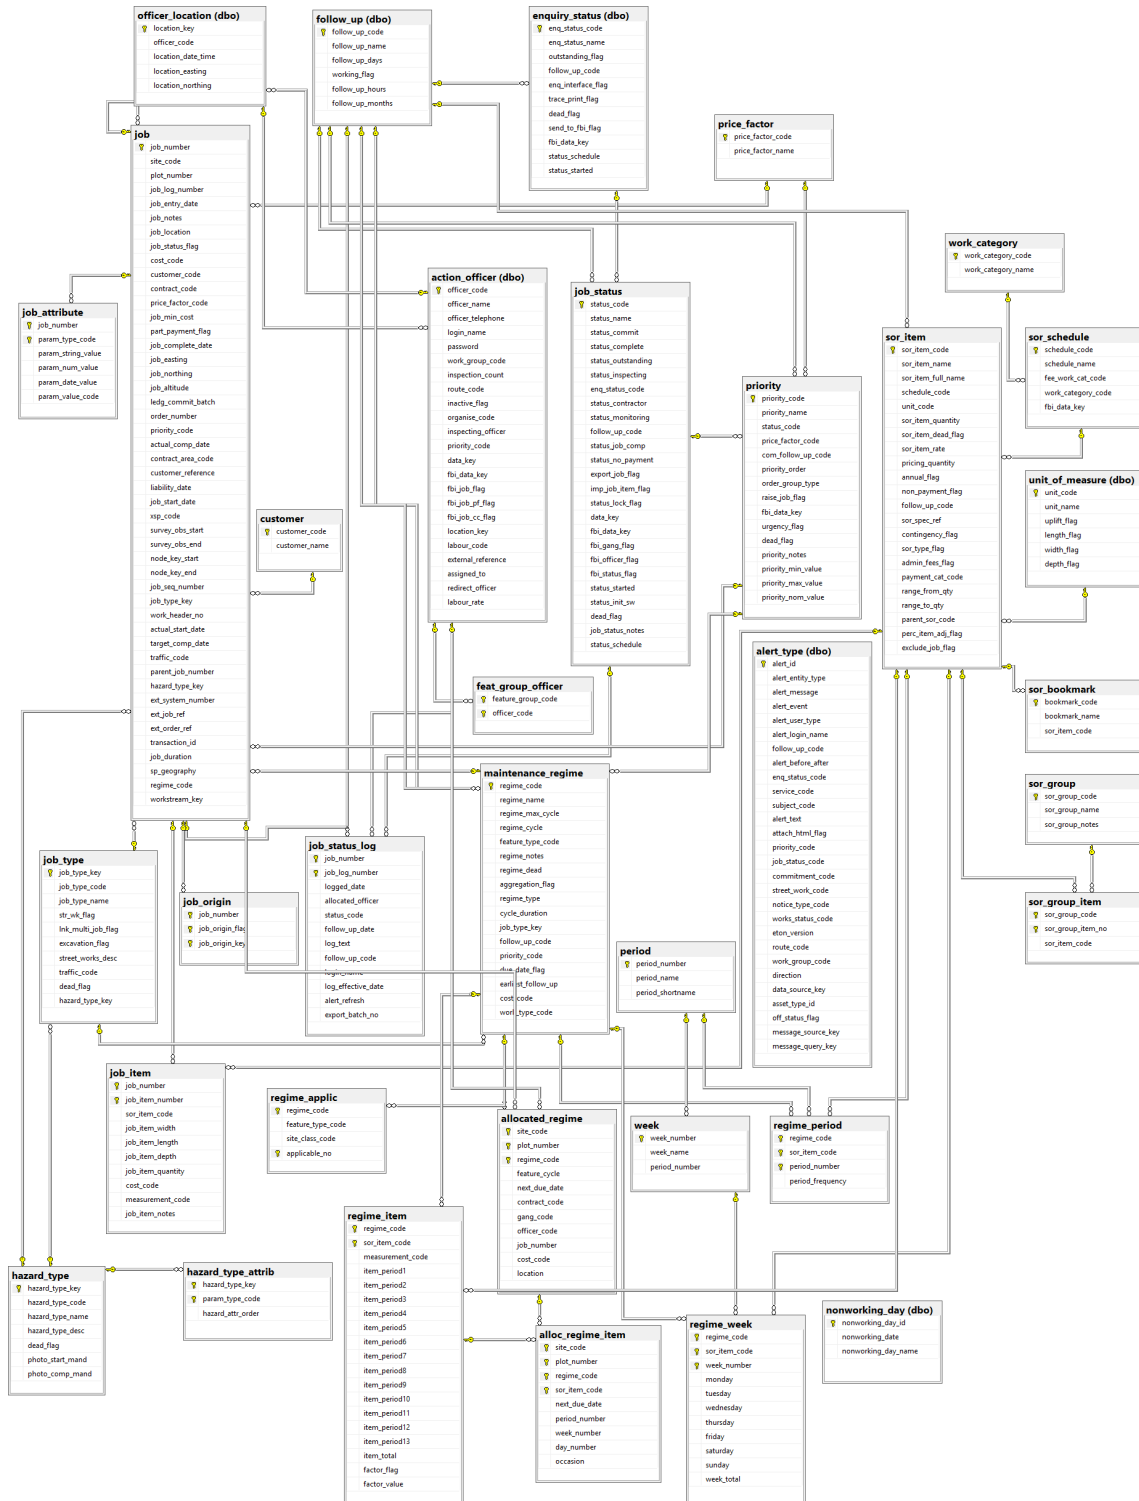 officer_location (dbo)
location_key
officer_code
location_date_time
location_easting
location_northing
follow_up (dbo)
follow_up_code
follow_up_name
follow_up_days
working_flag
follow_up_hours
follow_up_months
enquiry_status (dbo)
enq_status_code
enq_status_name
outstanding_flag
follow_up_code
enq_interface_flag
trace_print_flag
dead_flag
send_to_fbi_flag
fbi_data_key
status_schedule
status_started
price_factor
price_factor_code
price_factor_name
job
job_number
site_code
plot_number
job_log_number
job_entry_date
job_notes
job_location
job_status_flag
cost_code
customer_code
contract_code
price_factor_code
job_min_cost
part_payment_flag
job_complete_date
job_easting
job_northing
job_altitude
ledg_commit_batch
order_number
priority_code
actual_comp_date
contract_area_code
customer_reference
liability_date
job_start_date
xsp_code
survey_obs_start
survey_obs_end
node_key_start
node_key_end
job_seq_number
job_type_key
work_header_no
actual_start_date
target_comp_date
traffic_code
parent_job_number
hazard_type_key
ext_system_number
ext_job_ref
ext_order_ref
transaction_id
job_duration
sp_geography
regime_code
workstream_key
work_category
work_category_code
work_category_name
action_officer (dbo)
officer_code
officer_name
officer_telephone
login_name
password
work_group_code
inspection_count
route_code
inactive_flag
organise_code
inspecting_officer
priority_code
data_key
fbi_data_key
fbi_job_flag
fbi_job_pf_flag
fbi_job_cc_flag
location_key
labour_code
external_reference
assigned_to
redirect_officer
labour_rate
job_status
status_code
status_name
status_commit
status_complete
status_outstanding
status_inspecting
enq_status_code
status_contractor
status_monitoring
follow_up_code
status_job_comp
status_no_payment
export_job_flag
imp_job_item_flag
status_lock_flag
data_key
fbi_data_key
fbi_gang_flag
fbi_officer_flag
fbi_status_flag
status_started
status_init_sw
dead_flag
job_status_notes
status_schedule
job_attribute
job_number
param_type_code
param_string_value
param_num_value
param_date_value
param_value_code
sor_item
sor_item_code
sor_item_name
sor_item_full_name
schedule_code
unit_code
sor_item_quantity
sor_item_dead_flag
sor_item_rate
pricing_quantity
annual_flag
non_payment_flag
follow_up_code
sor_spec_ref
contingency_flag
sor_type_flag
admin_fees_flag
payment_cat_code
range_from_qty
range_to_qty
parent_sor_code
perc_item_adj_flag
exclude_job_flag
sor_schedule
schedule_code
schedule_name
fee_work_cat_code
work_category_code
fbi_data_key
priority
priority_code
priority_name
status_code
price_factor_code
com_follow_up_code
priority_order
order_group_type
raise_job_flag
fbi_data_key
urgency_flag
dead_flag
priority_notes
priority_min_value
priority_max_value
priority_nom_value
unit_of_measure (dbo)
unit_code
unit_name
uplift_flag
length_flag
width_flag
depth_flag
customer
customer_code
customer_name
alert_type (dbo)
alert_id
alert_entity_type
alert_message
alert_event
alert_user_type
alert_login_name
follow_up_code
alert_before_after
enq_status_code
service_code
subject_code
alert_text
attach_html_flag
priority_code
job_status_code
commitment_code
street_work_code
notice_type_code
works_status_code
eton_version
route_code
work_group_code
direction
data_source_key
asset_type_id
off_status_flag
message_source_key
message_query_key
feat_group_officer
feature_group_code
officer_code
sor_bookmark
bookmark_code
bookmark_name
sor_item_code
maintenance_regime
regime_code
regime_name
regime_max_cycle
regime_cycle
feature_type_code
regime_notes
regime_dead
aggregation_flag
regime_type
cycle_duration
job_type_key
follow_up_code
priority_code
due_date_flag
earliest_follow_up
cost_code
work_type_code
sor_group
sor_group_code
sor_group_name
sor_group_notes
job_status_log
job_number
job_log_number
logged_date
allocated_officer
status_code
follow_up_date
log_text
follow_up_code
login_name
log_effective_date
alert_refresh
export_batch_no
job_type
job_type_key
job_type_code
job_type_name
str_wk_flag
lnk_multi_job_flag
excavation_flag
street_works_desc
traffic_code
dead_flag
hazard_type_key
job_origin
job_number
job_origin_flag
job_origin_key
sor_group_item
sor_group_code
sor_group_item_no
sor_item_code
period
period_number
period_name
period_shortname
job_item
job_number
job_item_number
sor_item_code
job_item_width
job_item_length
job_item_depth
job_item_quantity
cost_code
measurement_code
job_item_notes
regime_applic
regime_code
feature_type_code
site_class_code
applicable_no
allocated_regime
site_code
plot_number
regime_code
feature_cycle
next_due_date
contract_code
gang_code
officer_code
job_number
cost_code
location
week
week_number
week_name
period_number
regime_period
regime_code
sor_item_code
period_number
period_frequency
regime_item
regime_code
sor_item_code
measurement_code
item_period1
item_period2
item_period3
item_period4
item_period5
item_period6
item_period7
item_period8
item_period9
item_period10
item_period11
item_period12
item_period13
item_total
factor_flag
factor_value
hazard_type
hazard_type_key
hazard_type_code
hazard_type_name
hazard_type_desc
dead_flag
photo_start_mand
photo_comp_mand
hazard_type_attrib
hazard_type_key
param_type_code
hazard_attr_order
alloc_regime_item
site_code
plot_number
regime_code
sor_item_code
next_due_date
period_number
week_number
day_number
occasion
regime_week
regime_code
sor_item_code
week_number
monday
tuesday
wednesday
thursday
friday
saturday
sunday
week_total
nonworking_day (dbo)
nonworking_day_id
nonworking_date
nonworking_day_name